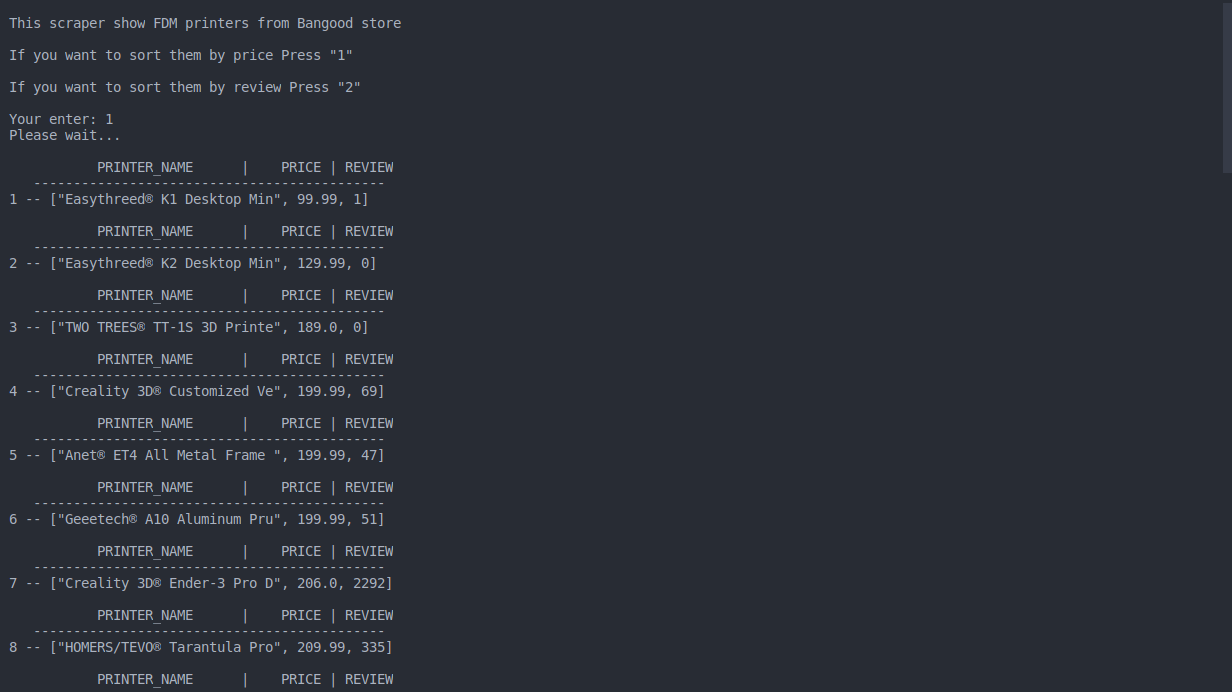 This scraper show FDM printers from Bangood store
If you want to sort them by price Press "1"
If you want to sort them by review Press "2"
Your enter: 1
Please wait...
PRINTER_NAME | PRICE | REVIEW
--------------------------------------------
1 -- ["Easythreed® K1 Desktop Min", 99.99, 1]
PRINTER_NAME | PRICE | REVIEW
--------------------------------------------
2 -- ["Easythreed® K2 Desktop Min", 129.99, 0]
PRINTER_NAME | PRICE | REVIEW
--------------------------------------------
3 -- ["TWO TREES® TT-1S 3D Printe", 189.0, 0]
PRINTER_NAME | PRICE | REVIEW
--------------------------------------------
4 -- ["Creality 3D® Customized Ve", 199.99, 69]
PRINTER_NAME | PRICE | REVIEW
--------------------------------------------
5 -- ["Anet® ET4 All Metal Frame ", 199.99, 47]
PRINTER_NAME | PRICE | REVIEW
--------------------------------------------
6 -- ["Geeetech® A10 Aluminum Pru", 199.99, 51]
PRINTER_NAME | PRICE | REVIEW
--------------------------------------------
7 -- ["Creality 3D® Ender-3 Pro D", 206.0, 2292]
PRINTER_NAME | PRICE | REVIEW
--------------------------------------------
8 -- ["HOMERS/TEVO® Tarantula Pro", 209.99, 335]
PRINTER_NAME | PRICE | REVIEW